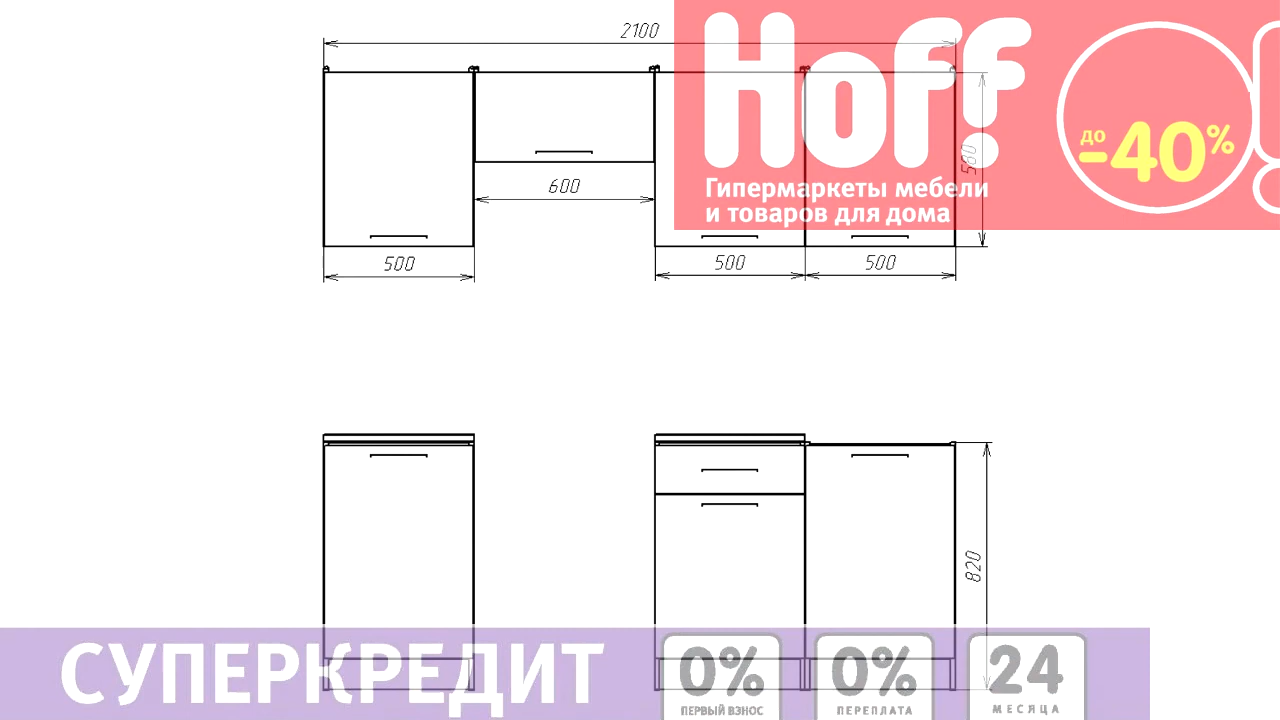 2100
Hoff
до
-40%
580
Гипермаркеты мебели
и товаров для дома
600
500
500
500
820
СУПЕРКРЕДИТ
0%
ПЕРВЫЙ ВЗНОС
0%
ПЕРЕПЛАТА
24
МЕСЯЦА